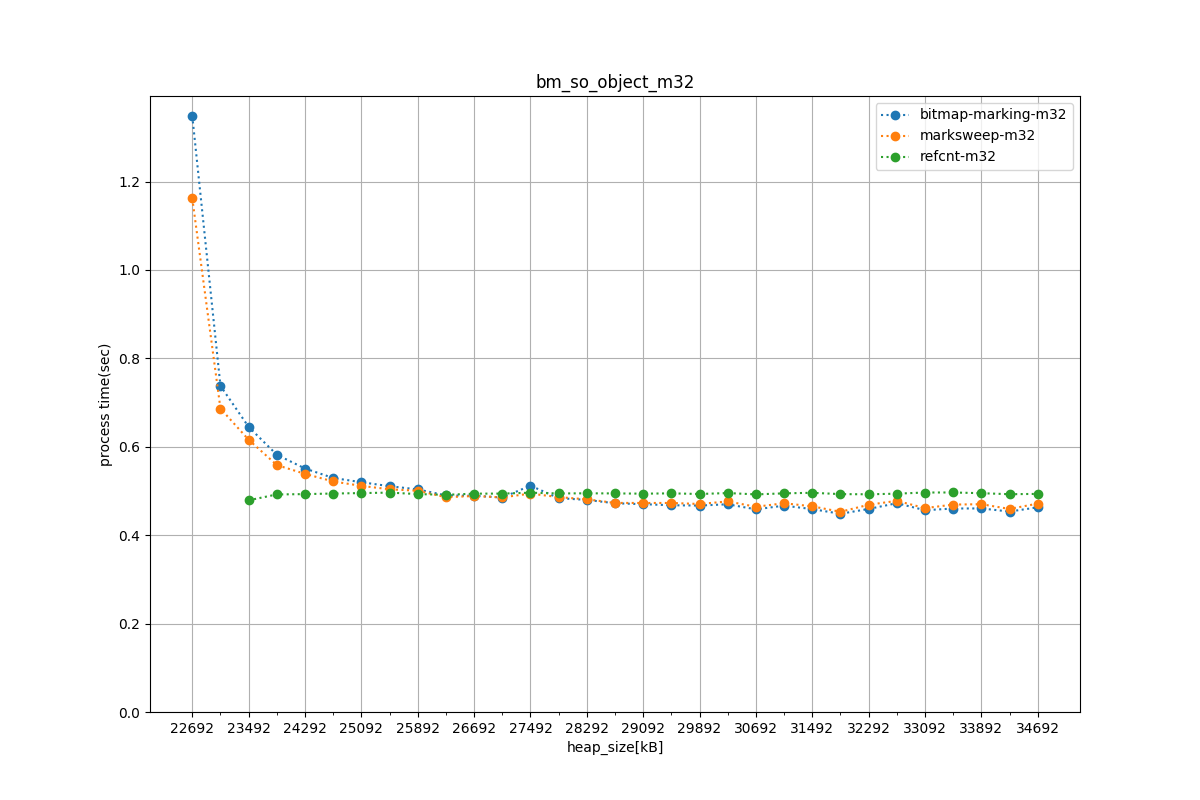 bm_so_object_m32
bitmap-marking-m32
marksweep-m32
refcnt-m32
process time(sec)
1.2
1.0
0.8
0.6
0.4
0.2
0.0
22692 23492 24292 25092 25892 26692 27492 28292 29092 29892 30692 31492 32292 33092 33892 34692
heap_size[kB]